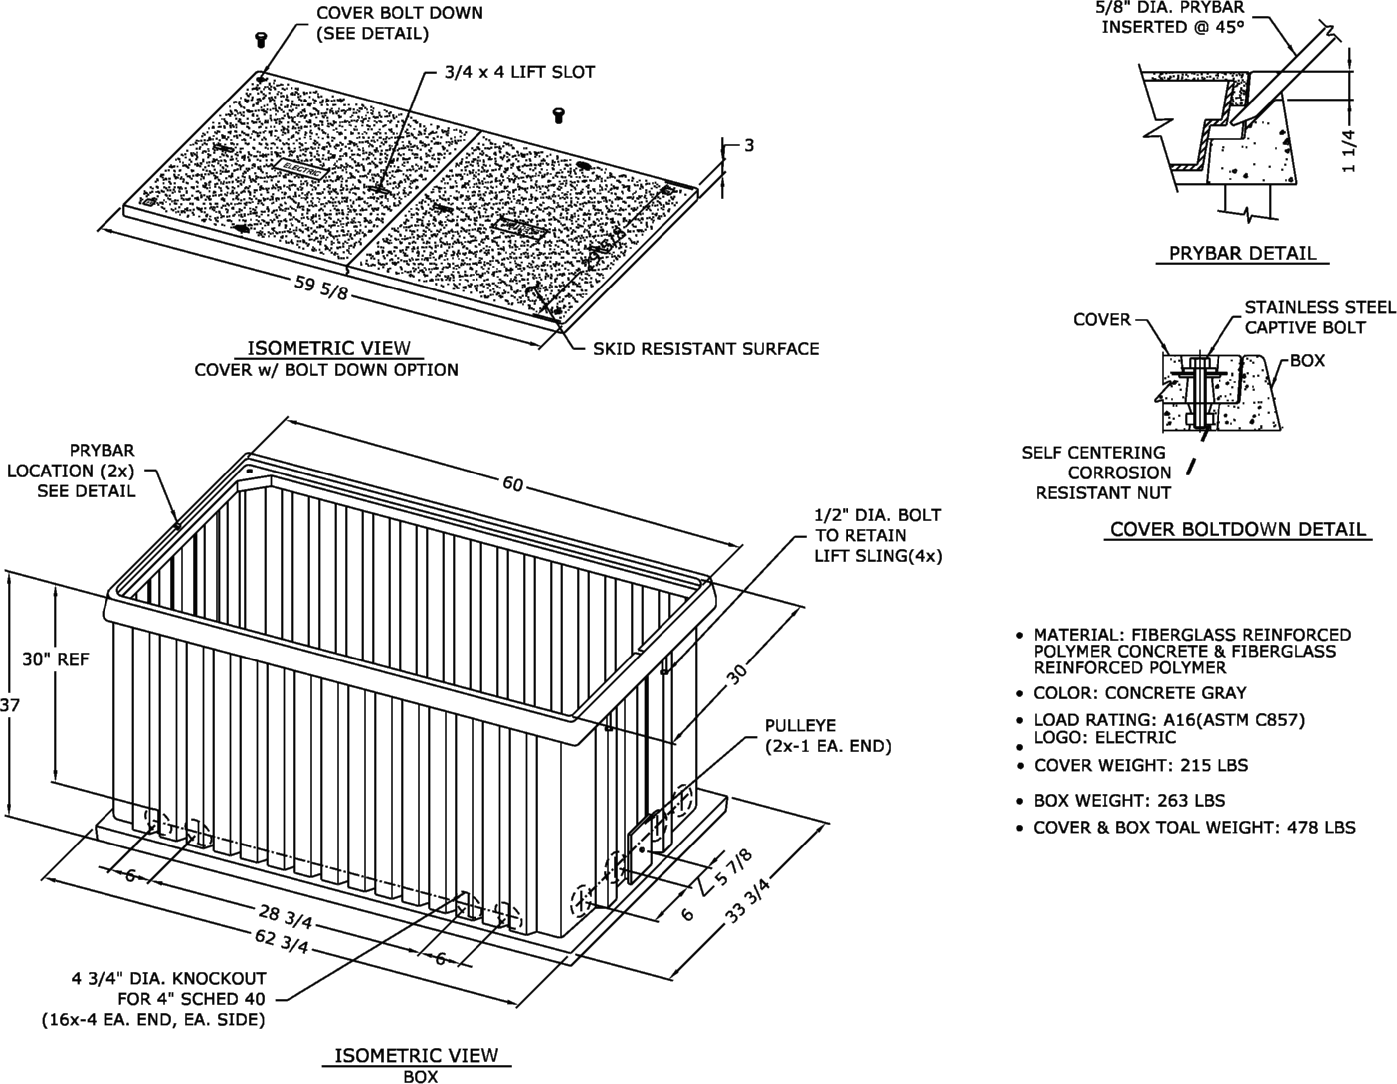 COVER BOLT DOWN
(SEE DETAIL)
3/4 x 4 LIFT SLOT
3
ELECTRIC
59 5/8
SKID RESISTANT SURFACE
ISOMETRIC VIEW
COVER w/ BOLT DOWN OPTION
5/8" DIA. PRYBAR
INSERTED @ 45°
1 1/4
PRYBAR DETAIL
COVER
STAINLESS STEEL
CAPTIVE BOLT
BOX
SELF CENTERING
CORROSION
RESISTANT NUT
COVER BOLTDOWN DETAIL
PRYBAR
LOCATION (2x)
SEE DETAIL
60
1/2" DIA. BOLT
TO RETAIN
LIFT SLING(4x)
30" REF
37
30
PULLEYE
(2x-1 EA. END)
6
28 3/4
62 3/4
6
6
5 7/8
33 3/4
4 3/4" DIA. KNOCKOUT
FOR 4" SCHED 40
(16x-4 EA. END, EA. SIDE)
ISOMETRIC VIEW
BOX
• MATERIAL: FIBERGLASS REINFORCED
POLYMER CONCRETE & FIBERGLASS
REINFORCED POLYMER
• COLOR: CONCRETE GRAY
• LOAD RATING: A16(ASTM C857)
• LOGO: ELECTRIC
• COVER WEIGHT: 215 LBS
• BOX WEIGHT: 263 LBS
• COVER & BOX TOAL WEIGHT: 478 LBS